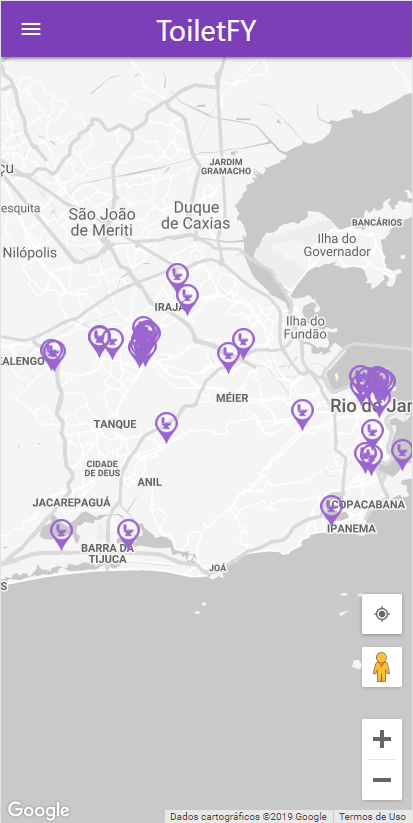 ToiletFY
JARDIM
GRAMACHO
çu
esquita
São João
de Meriti
Duque
de Caxias
BANCÁRIOS
Nilópolis
Ilha do
Governador
IRAJÁ
Ilha do
Fundão
ALENGO
MÉIER
Rio de Jan
TANQUE
CIDADE
DE DEUS
ANIL
JACAREPAGUÁ
COPACABANA
IPANEMA
BARRA DA
TIJUCA
JOÁ
S
Google
Dados cartográficos ©2019 Google
Termos de Uso